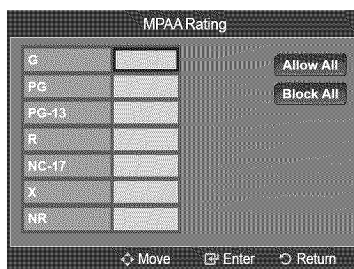 MPAA Rating
G
PG
PG-13
R
NC-17
X
NR
Allow All
Block All
Move Enter Return